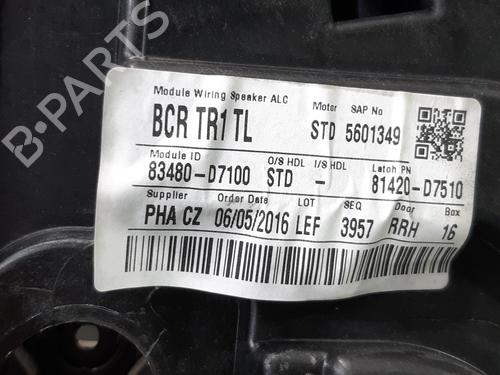 Module Wiring Speaker ALC Motor SAP No
BCR TR1 TL STD 5601349
Module ID O/S HDL I/S HDL Latch PN
83480-D7100 STD - 81420-D7510
Supplier Order Date LOT SEQ Door Box
PHA CZ 06/05/2016 LEF 3957 RRH 16
B-PARTS